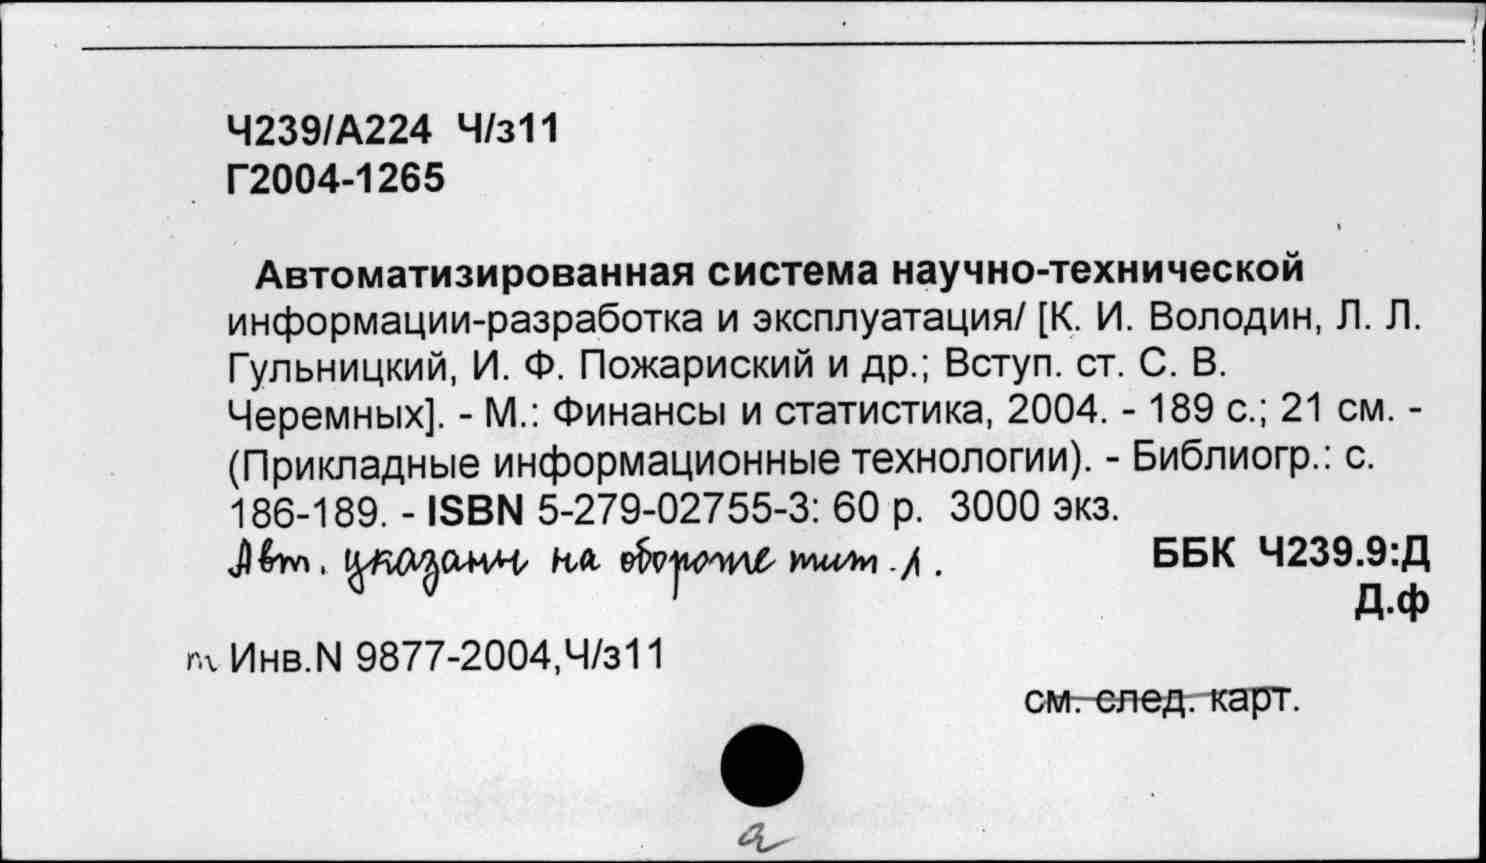 Ч239/А224 Ч/з11
Г2004-1265
Автоматизированная система научно-технической
информации-разработка и эксплуатация/ [К. И. Володин, Л. Л.
Гульницкий, И. Ф. Пожариский и др.; Вступ. ст. С. В.
Черемных]. - М.: Финансы и статистика, 2004. - 189 с.; 21 см. -
(Прикладные информационные технологии). - Библиогр.: с.
186-189. - ISBN 5-279-02755-3: 60 р. 3000 экз.
Авт. указаны на обороте тит. л.
ББК Ч239.9:Д
Д.ф
Инв.N 9877-2004,Ч/з11
см. след. карт.
а